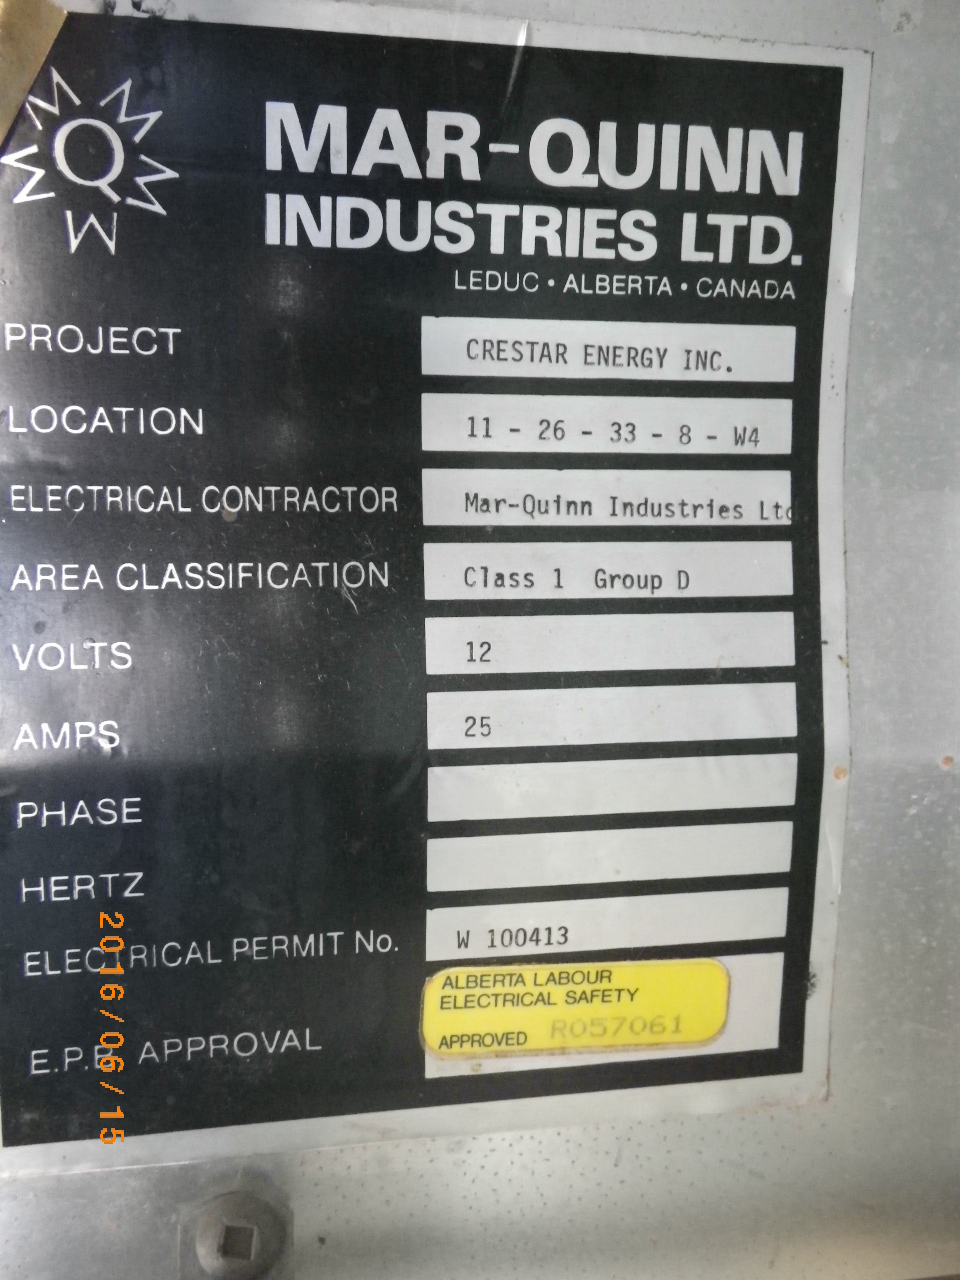 Q
MAR-QUINN
INDUSTRIES LTD.
LEDUC • ALBERTA • CANADA
PROJECT CRESTAR ENERGY INC.
LOCATION 11 - 26 - 33 - 8 - W4
ELECTRICAL CONTRACTOR Mar-Quinn Industries Ltd
AREA CLASSIFICATION Class 1 Group D
VOLTS 12
AMPS 25
PHASE
HERTZ
ELECTRICAL PERMIT No. W 100413
E.P.B. APPROVAL
ALBERTA LABOUR
ELECTRICAL SAFETY
APPROVED R057061
2016/06/15